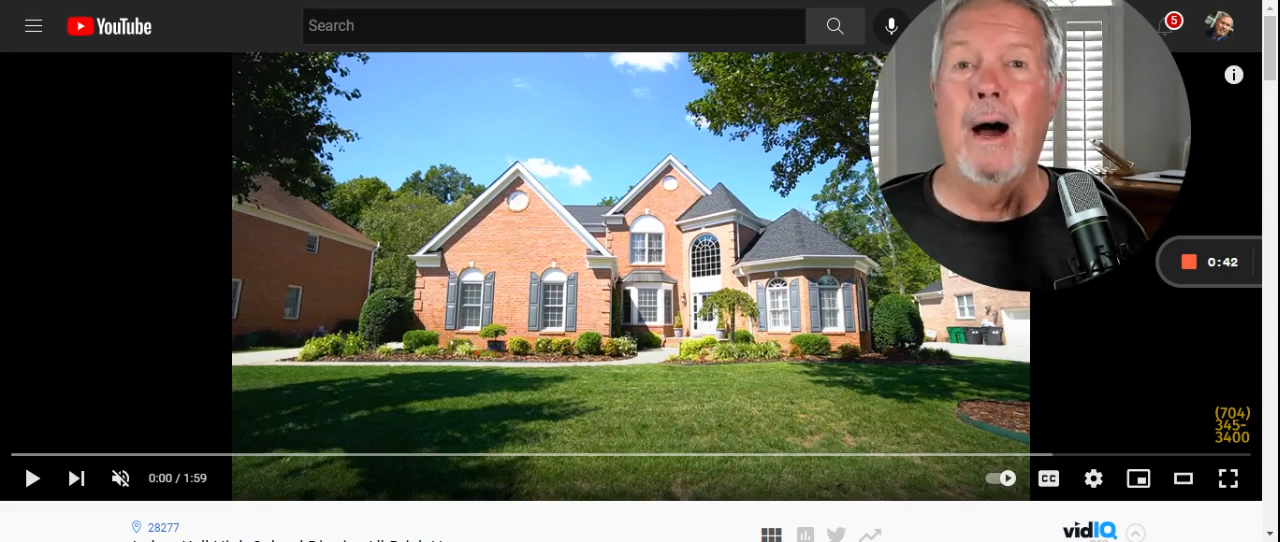 YouTube
Search
5
0:42
(704)
345-
3400
0:00 / 1:59
CC
28277
vidIQ